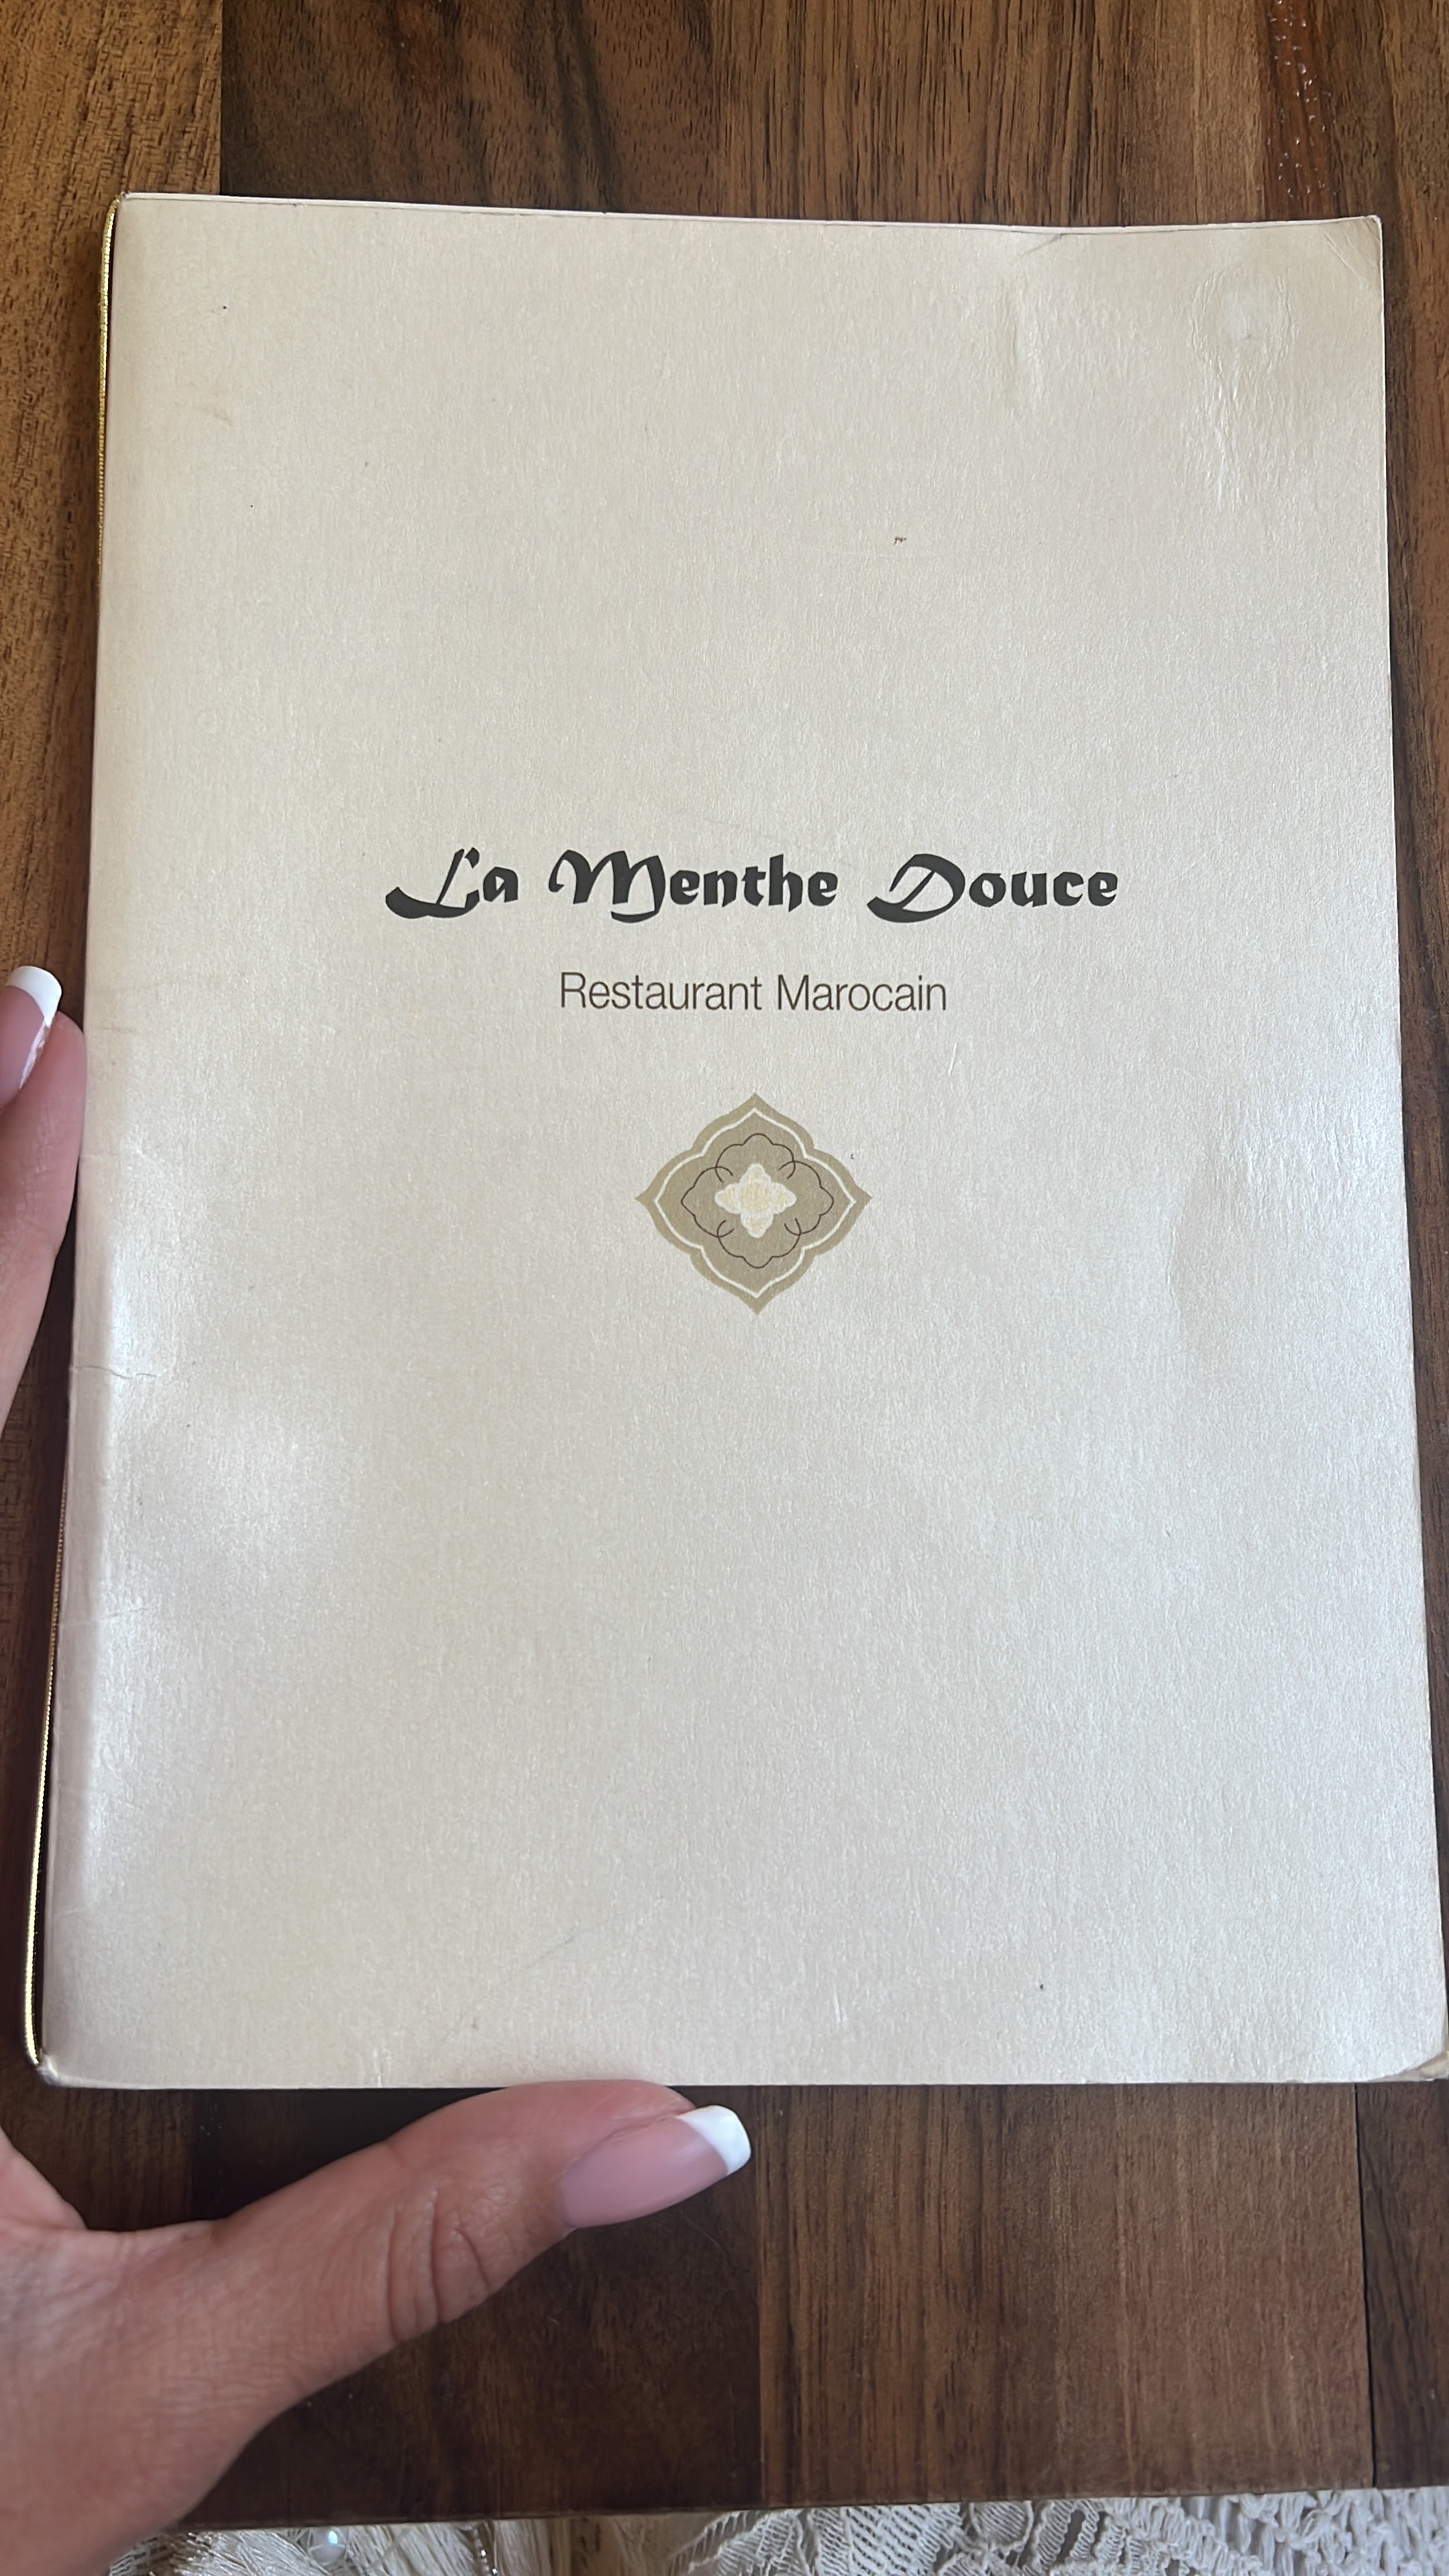 La Menthe Douce
Restaurant Marocain